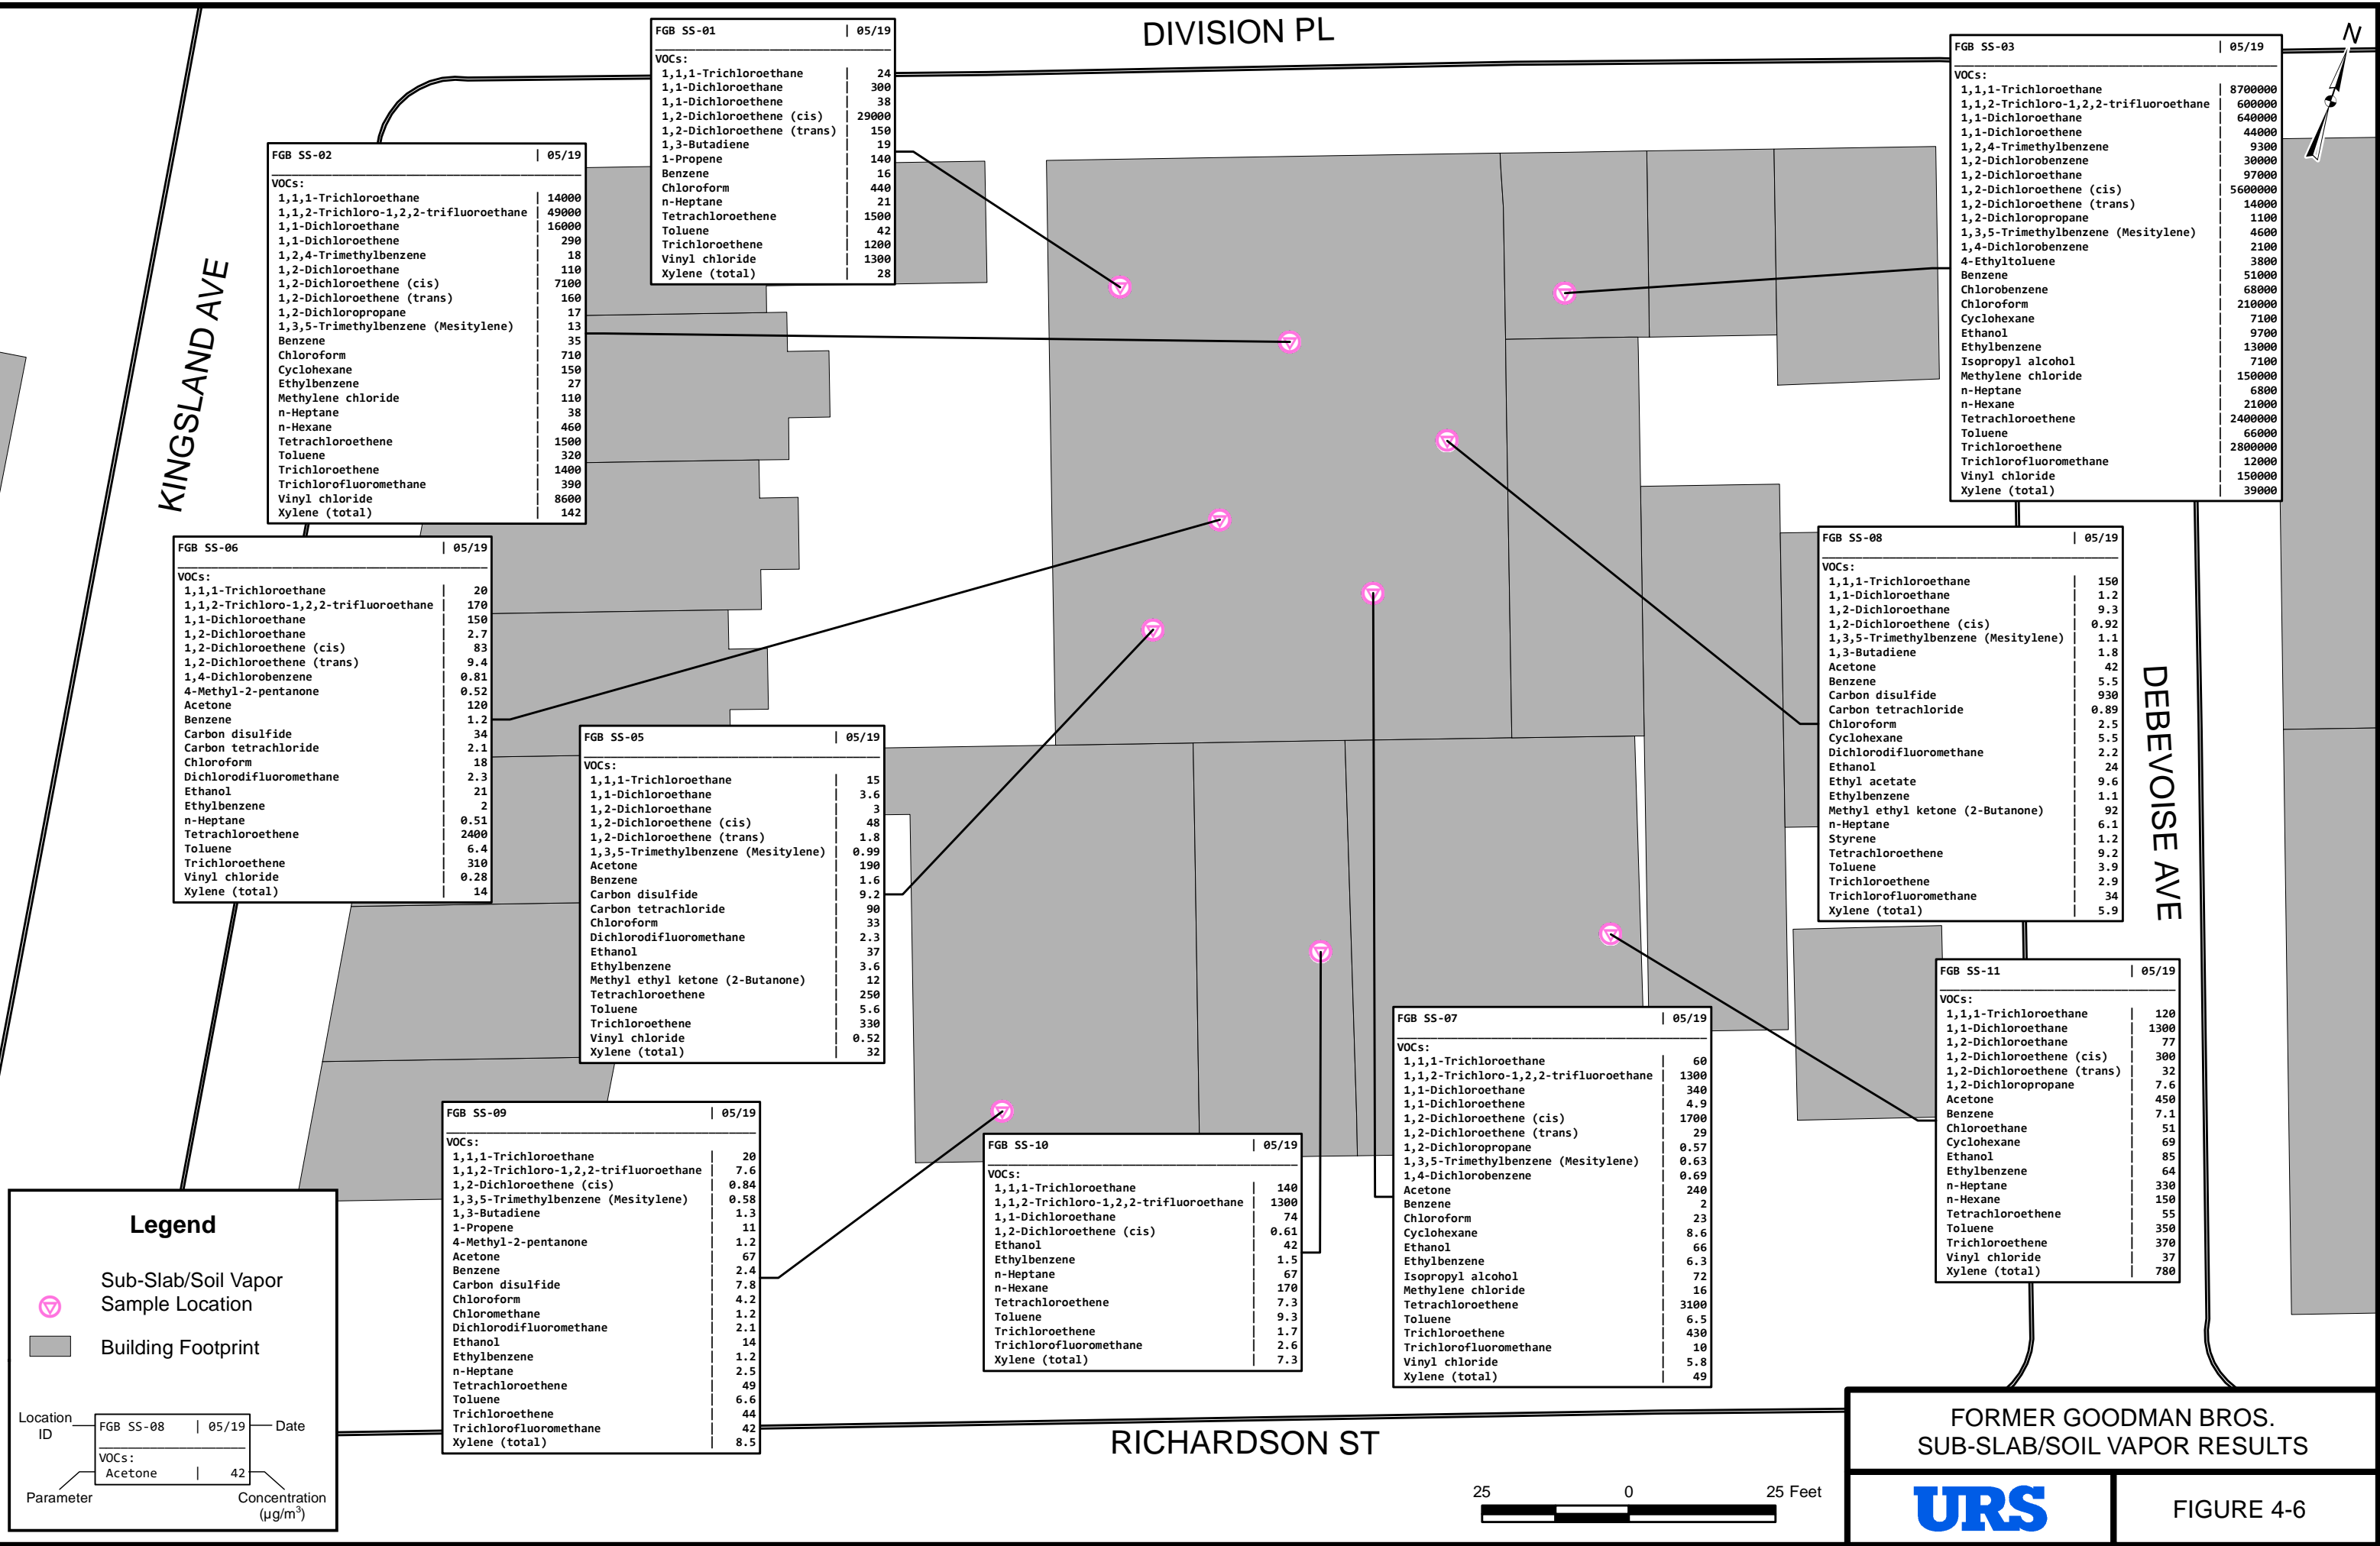 DIVISION PL
N
KINGSLAND AVE
DEBEVOISE AVE
RICHARDSON ST
FGB SS-01 | 05/19
VOCs:
1,1,1-Trichloroethane | 24
1,1-Dichloroethane | 300
1,1-Dichloroethene | 38
1,2-Dichloroethene (cis) | 29000
1,2-Dichloroethene (trans) | 150
1,3-Butadiene | 19
1-Propene | 140
Benzene | 16
Chloroform | 440
n-Heptane | 21
Tetrachloroethene | 1500
Toluene | 42
Trichloroethene | 1200
Vinyl chloride | 1300
Xylene (total) | 28
FGB SS-03 | 05/19
VOCs:
1,1,1-Trichloroethane | 8700000
1,1,2-Trichloro-1,2,2-trifluoroethane | 600000
1,1-Dichloroethane | 640000
1,1-Dichloroethene | 44000
1,2,4-Trimethylbenzene | 9300
1,2-Dichlorobenzene | 30000
1,2-Dichloroethane | 97000
1,2-Dichloroethene (cis) | 5600000
1,2-Dichloroethene (trans) | 14000
1,2-Dichloropropane | 1100
1,3,5-Trimethylbenzene (Mesitylene) | 4600
1,4-Dichlorobenzene | 2100
4-Ethyltoluene | 3800
Benzene | 51000
Chlorobenzene | 68000
Chloroform | 210000
Cyclohexane | 7100
Ethanol | 9700
Ethylbenzene | 13000
Isopropyl alcohol | 7100
Methylene chloride | 150000
n-Heptane | 6800
n-Hexane | 21000
Tetrachloroethene | 2400000
Toluene | 66000
Trichloroethene | 2800000
Trichlorofluoromethane | 12000
Vinyl chloride | 150000
Xylene (total) | 39000
FGB SS-02 | 05/19
VOCs:
1,1,1-Trichloroethane | 14000
1,1,2-Trichloro-1,2,2-trifluoroethane | 49000
1,1-Dichloroethane | 16000
1,1-Dichloroethene | 290
1,2,4-Trimethylbenzene | 18
1,2-Dichloroethane | 110
1,2-Dichloroethene (cis) | 7100
1,2-Dichloroethene (trans) | 160
1,2-Dichloropropane | 17
1,3,5-Trimethylbenzene (Mesitylene) | 13
Benzene | 35
Chloroform | 710
Cyclohexane | 150
Ethylbenzene | 27
Methylene chloride | 110
n-Heptane | 38
n-Hexane | 460
Tetrachloroethene | 1500
Toluene | 320
Trichloroethene | 1400
Trichlorofluoromethane | 390
Vinyl chloride | 8600
Xylene (total) | 142
FGB SS-06 | 05/19
VOCs:
1,1,1-Trichloroethane | 20
1,1,2-Trichloro-1,2,2-trifluoroethane | 170
1,1-Dichloroethane | 150
1,2-Dichloroethane | 2.7
1,2-Dichloroethene (cis) | 83
1,2-Dichloroethene (trans) | 9.4
1,4-Dichlorobenzene | 0.81
4-Methyl-2-pentanone | 0.52
Acetone | 120
Benzene | 1.2
Carbon disulfide | 34
Carbon tetrachloride | 2.1
Chloroform | 18
Dichlorodifluoromethane | 2.3
Ethanol | 21
Ethylbenzene | 2
n-Heptane | 0.51
Tetrachloroethene | 2400
Toluene | 6.4
Trichloroethene | 310
Vinyl chloride | 0.28
Xylene (total) | 14
FGB SS-08 | 05/19
VOCs:
1,1,1-Trichloroethane | 150
1,1-Dichloroethane | 1.2
1,2-Dichloroethane | 9.3
1,2-Dichloroethene (cis) | 0.92
1,3,5-Trimethylbenzene (Mesitylene) | 1.1
1,3-Butadiene | 1.8
Acetone | 42
Benzene | 5.5
Carbon disulfide | 930
Carbon tetrachloride | 0.89
Chloroform | 2.5
Cyclohexane | 5.5
Dichlorodifluoromethane | 2.2
Ethanol | 24
Ethyl acetate | 9.6
Ethylbenzene | 1.1
Methyl ethyl ketone (2-Butanone) | 92
n-Heptane | 6.1
Styrene | 1.2
Tetrachloroethene | 9.2
Toluene | 3.9
Trichloroethene | 2.9
Trichlorofluoromethane | 34
Xylene (total) | 5.9
FGB SS-05 | 05/19
VOCs:
1,1,1-Trichloroethane | 15
1,1-Dichloroethane | 3.6
1,2-Dichloroethane | 3
1,2-Dichloroethene (cis) | 48
1,2-Dichloroethene (trans) | 1.8
1,3,5-Trimethylbenzene (Mesitylene) | 0.99
Acetone | 190
Benzene | 1.6
Carbon disulfide | 9.2
Carbon tetrachloride | 90
Chloroform | 33
Dichlorodifluoromethane | 2.3
Ethanol | 37
Ethylbenzene | 3.6
Methyl ethyl ketone (2-Butanone) | 12
Tetrachloroethene | 250
Toluene | 5.6
Trichloroethene | 330
Vinyl chloride | 0.52
Xylene (total) | 32
FGB SS-11 | 05/19
VOCs:
1,1,1-Trichloroethane | 120
1,1-Dichloroethane | 1300
1,2-Dichloroethane | 77
1,2-Dichloroethene (cis) | 300
1,2-Dichloroethene (trans) | 32
1,2-Dichloropropane | 7.6
Acetone | 450
Benzene | 7.1
Chloroethane | 51
Cyclohexane | 69
Ethanol | 85
Ethylbenzene | 64
n-Heptane | 330
n-Hexane | 150
Tetrachloroethene | 55
Toluene | 350
Trichloroethene | 370
Vinyl chloride | 37
Xylene (total) | 780
FGB SS-07 | 05/19
VOCs:
1,1,1-Trichloroethane | 60
1,1,2-Trichloro-1,2,2-trifluoroethane | 1300
1,1-Dichloroethane | 340
1,1-Dichloroethene | 4.9
1,2-Dichloroethene (cis) | 1700
1,2-Dichloroethene (trans) | 29
1,2-Dichloropropane | 0.57
1,3,5-Trimethylbenzene (Mesitylene) | 0.63
1,4-Dichlorobenzene | 0.69
Acetone | 240
Benzene | 2
Chloroform | 23
Cyclohexane | 8.6
Ethanol | 66
Ethylbenzene | 6.3
Isopropyl alcohol | 72
Methylene chloride | 16
Tetrachloroethene | 3100
Toluene | 6.5
Trichloroethene | 430
Trichlorofluoromethane | 10
Vinyl chloride | 5.8
Xylene (total) | 49
FGB SS-09 | 05/19
VOCs:
1,1,1-Trichloroethane | 20
1,1,2-Trichloro-1,2,2-trifluoroethane | 7.6
1,2-Dichloroethene (cis) | 0.84
1,3,5-Trimethylbenzene (Mesitylene) | 0.58
1,3-Butadiene | 1.3
1-Propene | 11
4-Methyl-2-pentanone | 1.2
Acetone | 67
Benzene | 2.4
Carbon disulfide | 7.8
Chloroform | 4.2
Chloromethane | 1.2
Dichlorodifluoromethane | 2.1
Ethanol | 14
Ethylbenzene | 1.2
n-Heptane | 2.5
Tetrachloroethene | 49
Toluene | 6.6
Trichloroethene | 44
Trichlorofluoromethane | 42
Xylene (total) | 8.5
FGB SS-10 | 05/19
VOCs:
1,1,1-Trichloroethane | 140
1,1,2-Trichloro-1,2,2-trifluoroethane | 1300
1,1-Dichloroethane | 74
1,2-Dichloroethene (cis) | 0.61
Ethanol | 42
Ethylbenzene | 1.5
n-Heptane | 67
n-Hexane | 170
Tetrachloroethene | 7.3
Toluene | 9.3
Trichloroethene | 1.7
Trichlorofluoromethane | 2.6
Xylene (total) | 7.3
Legend
Sub-Slab/Soil Vapor
Sample Location
Building Footprint
Location
ID
FGB SS-08 | 05/19
Date
VOCs:
Acetone | 42
Parameter
Concentration
(µg/m³)
25 0 25 Feet
FORMER GOODMAN BROS.
SUB-SLAB/SOIL VAPOR RESULTS
URS
FIGURE 4-6